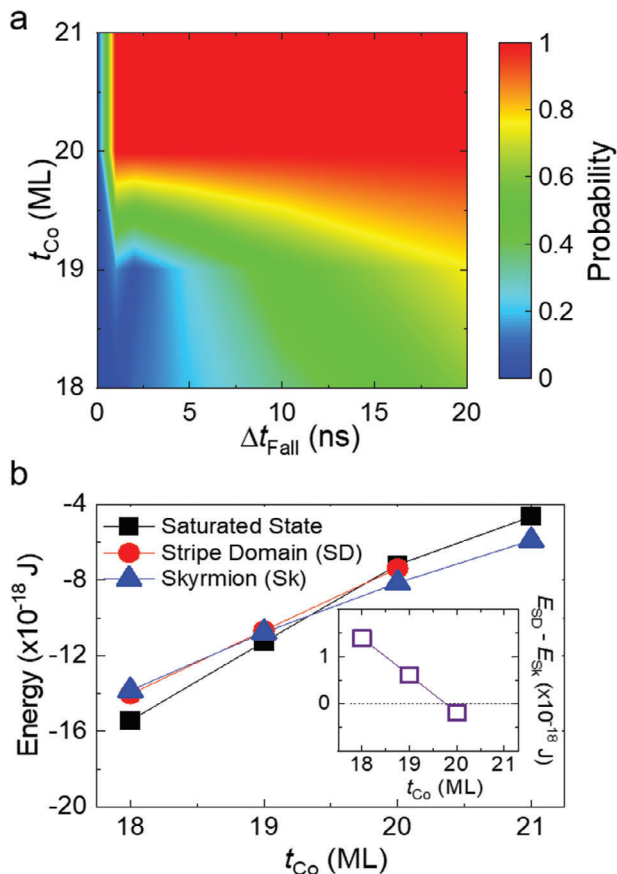 a
21
20
19
18
t_Co (ML)
0
5
10
15
20
Δt_Fall (ns)
1
0.8
0.6
0.4
0.2
0
Probability
b
-4
-8
-12
-16
-20
Energy (x10⁻¹⁸ J)
Saturated State
Stripe Domain (SD)
Skyrmion (Sk)
1
0
18 19 20 21
t_Co (ML)
E_SD - E_Sk (x10⁻¹⁸ J)
18
19
20
21
t_Co (ML)